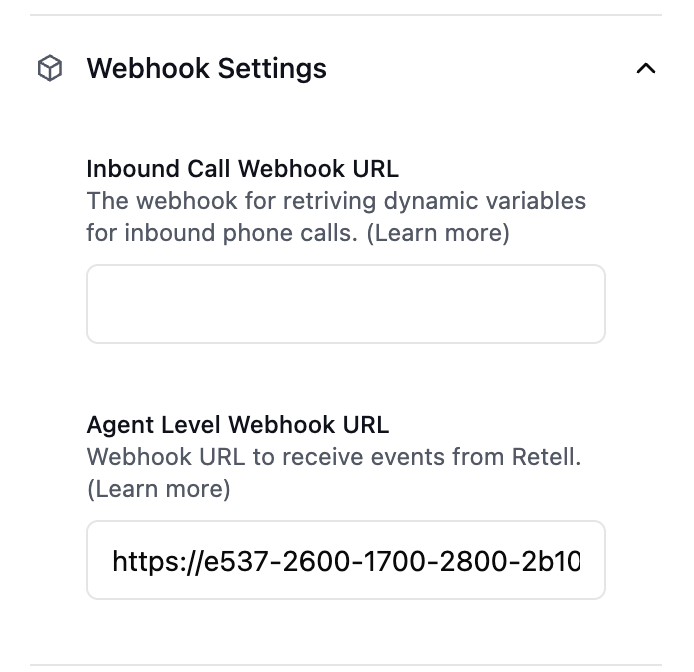 Webhook Settings
Inbound Call Webhook URL
The webhook for retriving dynamic variables
for inbound phone calls. (Learn more)
Agent Level Webhook URL
Webhook URL to receive events from Retell.
(Learn more)
https://e537-2600-1700-2800-2b10